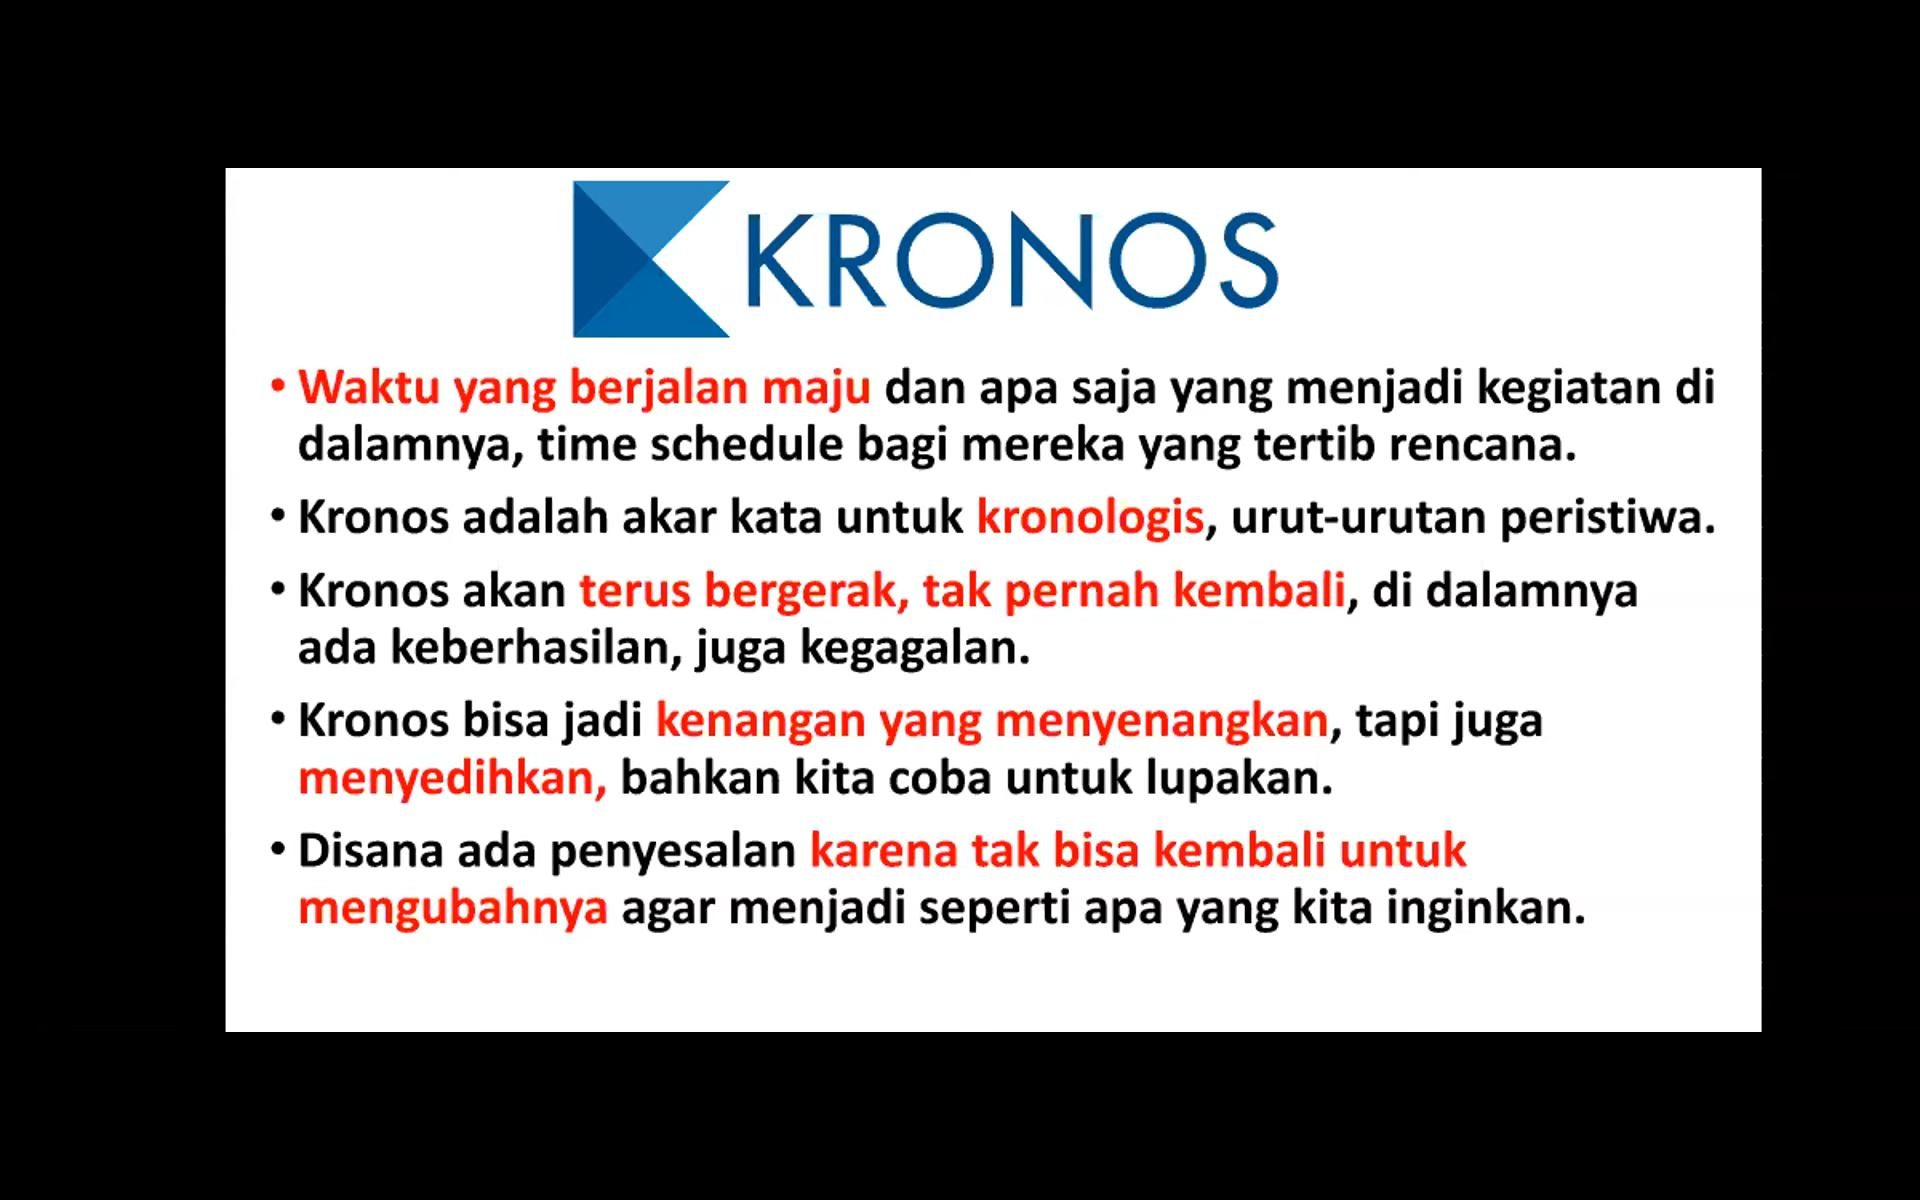 KRONOS
• Waktu yang berjalan maju dan apa saja yang menjadi kegiatan di
dalamnya, time schedule bagi mereka yang tertib rencana.
• Kronos adalah akar kata untuk kronologis, urut-urutan peristiwa.
• Kronos akan terus bergerak, tak pernah kembali, di dalamnya
ada keberhasilan, juga kegagalan.
• Kronos bisa jadi kenangan yang menyenangkan, tapi juga
menyedihkan, bahkan kita coba untuk lupakan.
• Disana ada penyesalan karena tak bisa kembali untuk
mengubahnya agar menjadi seperti apa yang kita inginkan.